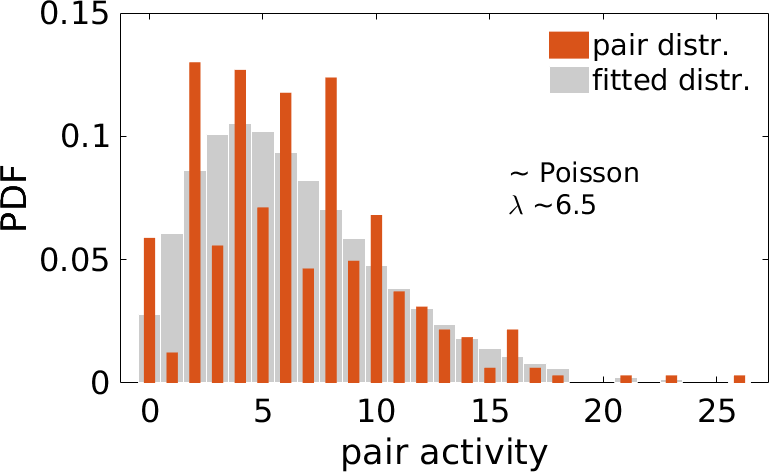 0.15
0.1
0.05
0
PDF
pair distr.
fitted distr.
~ Poisson
λ ~6.5
0 5 10 15 20 25
pair activity